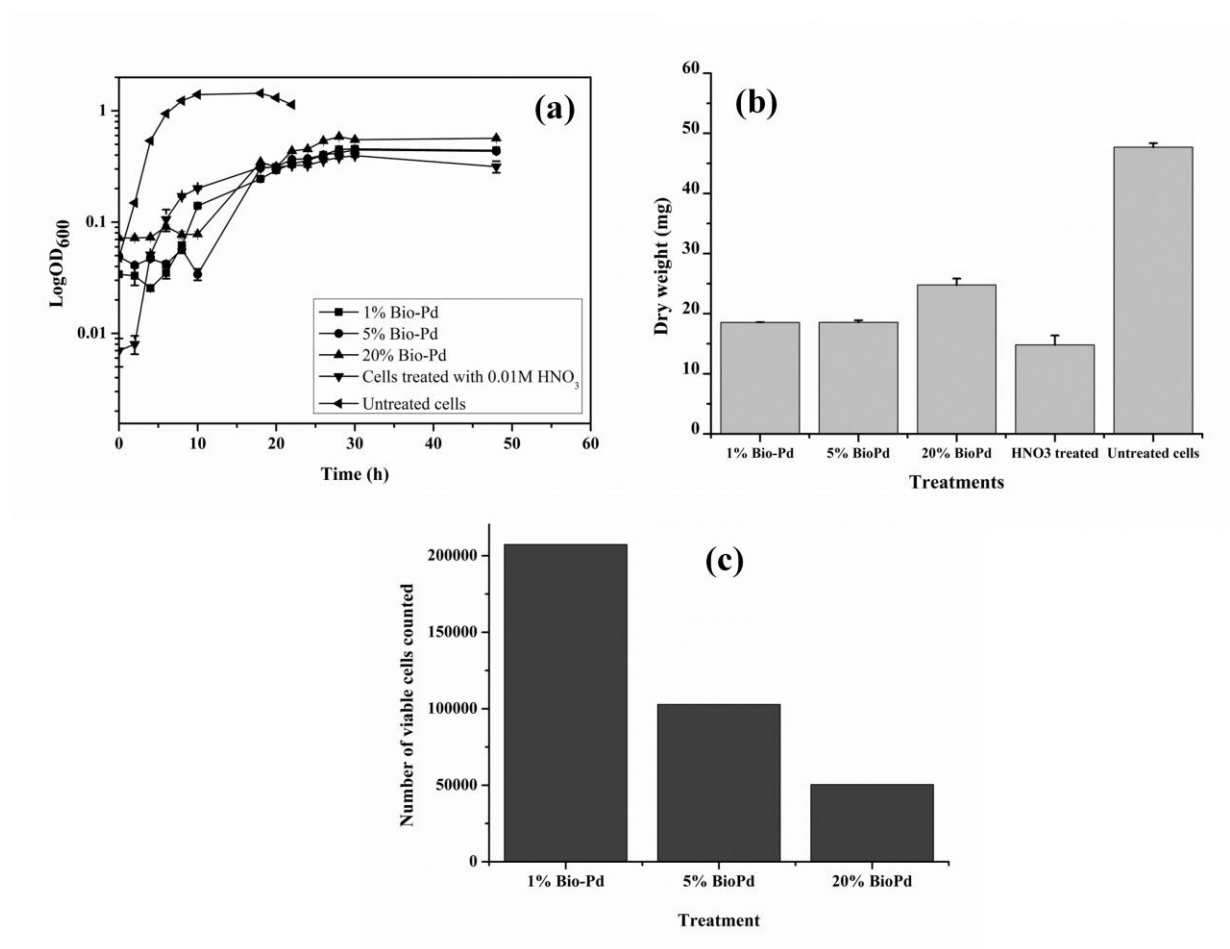 (a)
1
0.1
0.01
LogOD600
1% Bio-Pd
5% Bio-Pd
20% Bio-Pd
Cells treated with 0.01M HNO3
Untreated cells
0 10 20 30 40 50 60
Time (h)
(b)
60
50
40
30
20
10
0
Dry weight (mg)
1% Bio-Pd 5% BioPd 20% BioPd HNO3 treated Untreated cells
Treatments
(c)
200000
150000
100000
50000
0
Number of viable cells counted
1% Bio-Pd 5% BioPd 20% BioPd
Treatment